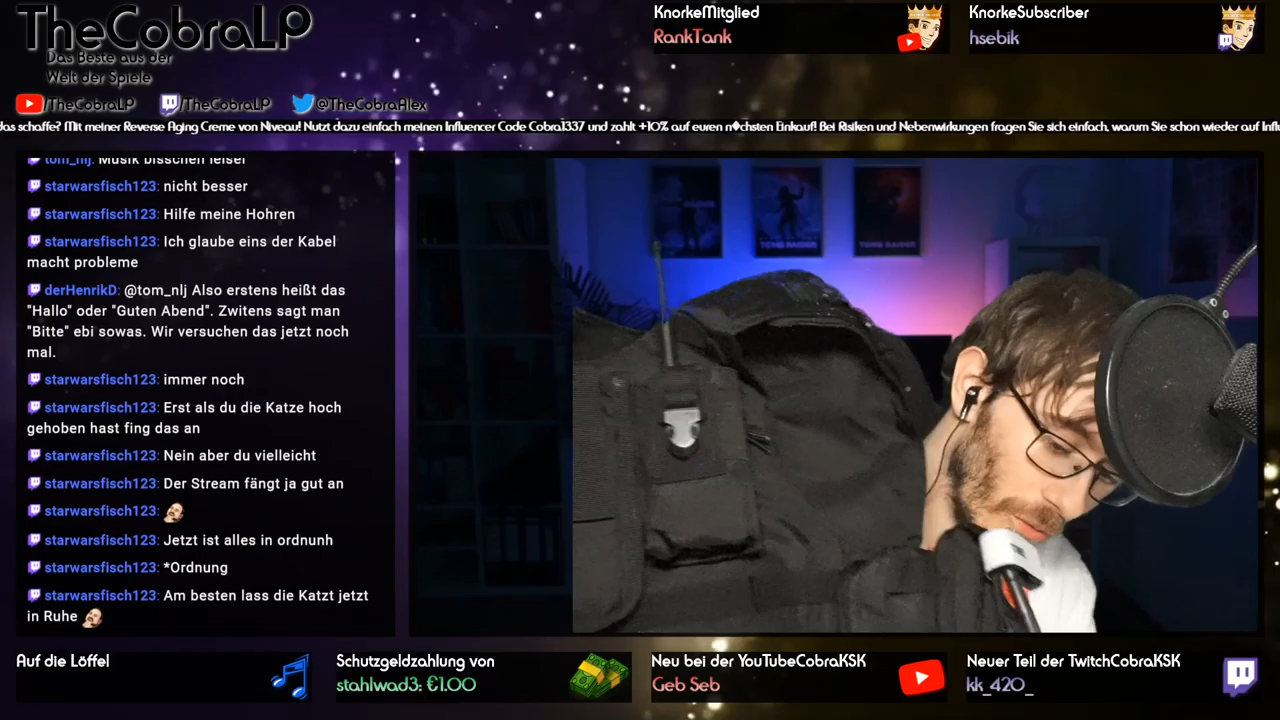 TheCobraLP
Das Beste aus der
Welt der Spiele
/TheCobraLP
/TheCobraLP
@TheCobraAlex
KnorkeMitglied
RankTank
KnorkeSubscriber
hsebik
das schaffe? Mit meiner Reverse Aging Creme von Niveau! Nutzt dazu einfach meinen Influencer Code Cobra1337 und zahlt +10% auf euren n�chsten Einkauf! Bei Risiken und Nebenwirkungen fragen Sie sich einfach, warum Sie schon wieder auf Influ
tom_nlj: Musik bisschen leiser
starwarsfisch123: nicht besser
starwarsfisch123: Hilfe meine Hohren
starwarsfisch123: Ich glaube eins der Kabel
macht probleme
derHenrikD: @tom_nlj Also erstens heißt das
"Hallo" oder "Guten Abend". Zwitens sagt man
"Bitte" ebi sowas. Wir versuchen das jetzt noch
mal.
starwarsfisch123: immer noch
starwarsfisch123: Erst als du die Katze hoch
gehoben hast fing das an
starwarsfisch123: Nein aber du vielleicht
starwarsfisch123: Der Stream fängt ja gut an
starwarsfisch123:
starwarsfisch123: Jetzt ist alles in ordnunh
starwarsfisch123: *Ordnung
starwarsfisch123: Am besten lass die Katzt jetzt
in Ruhe
TOMB RAIDER
TOMB RAIDER
Auf die Löffel
Schutzgeldzahlung von
stahlwad3: €1.00
Neu bei der YouTubeCobraKSK
Geb Seb
Neuer Teil der TwitchCobraKSK
kk_420_